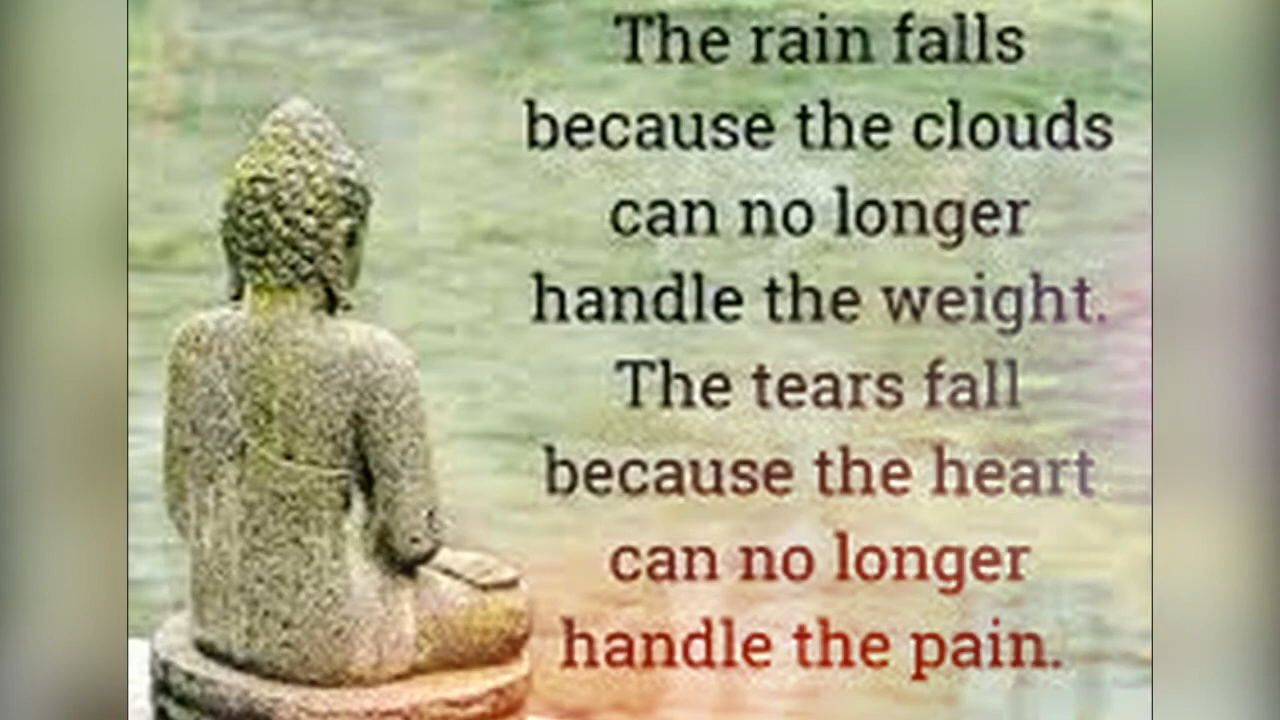 The rain falls
because the clouds
can no longer
handle the weight.
The tears fall
because the heart
can no longer
handle the pain.